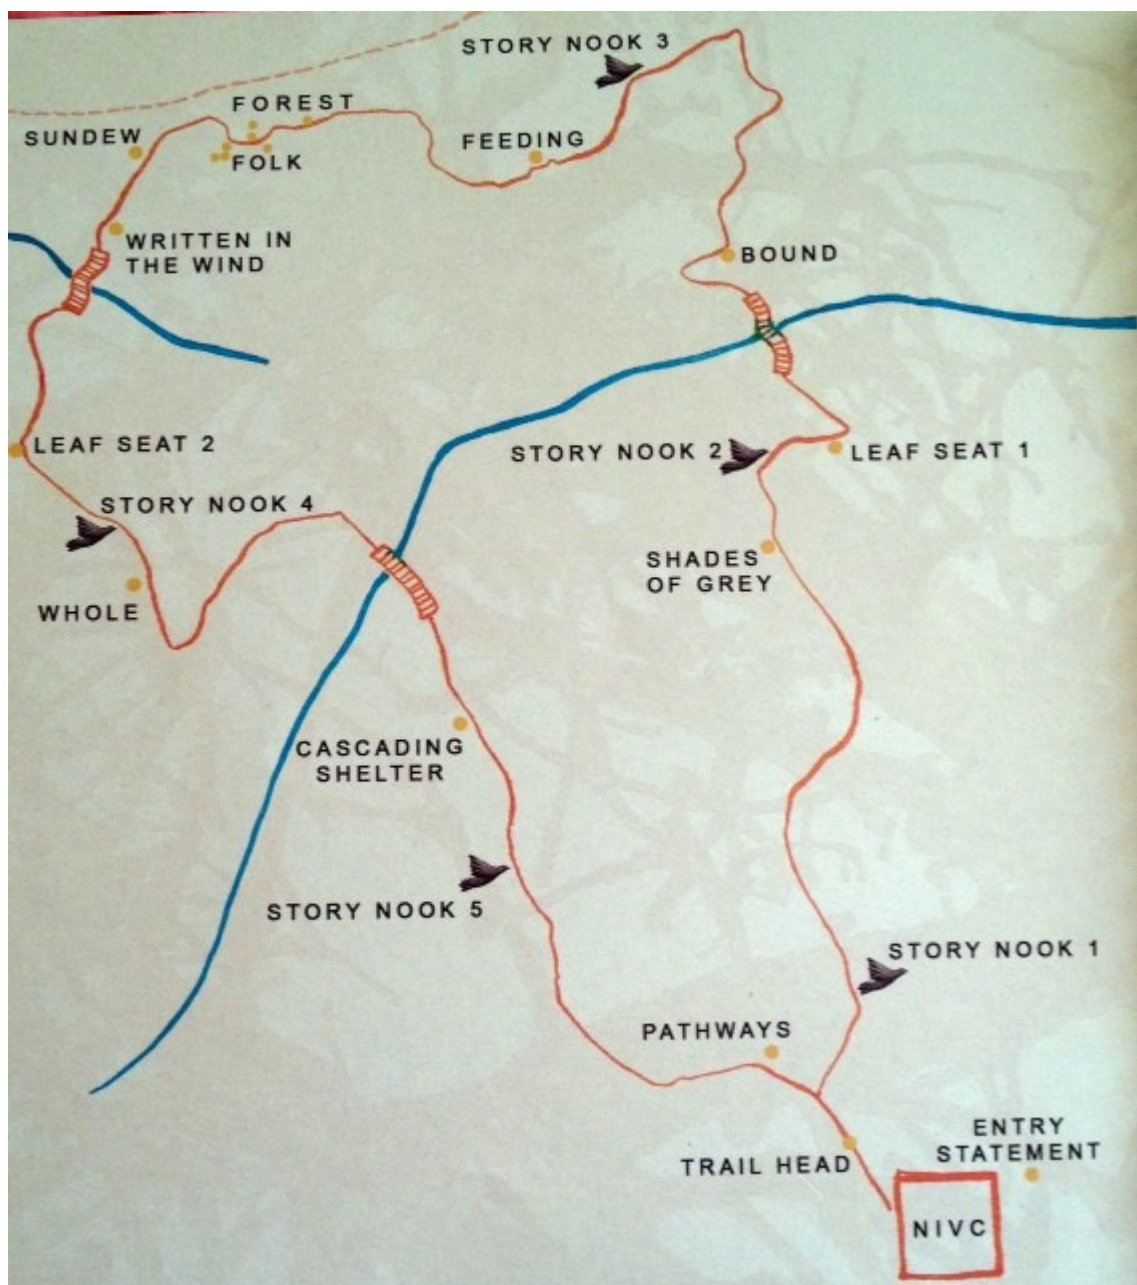 STORY NOOK 3
FOREST
SUNDEW
FEEDING
FOLK
WRITTEN IN
THE WIND
BOUND
LEAF SEAT 2
STORY NOOK 2
LEAF SEAT 1
STORY NOOK 4
SHADES
OF GREY
WHOLE
CASCADING
SHELTER
STORY NOOK 5
STORY NOOK 1
PATHWAYS
ENTRY
STATEMENT
TRAIL HEAD
NIVC